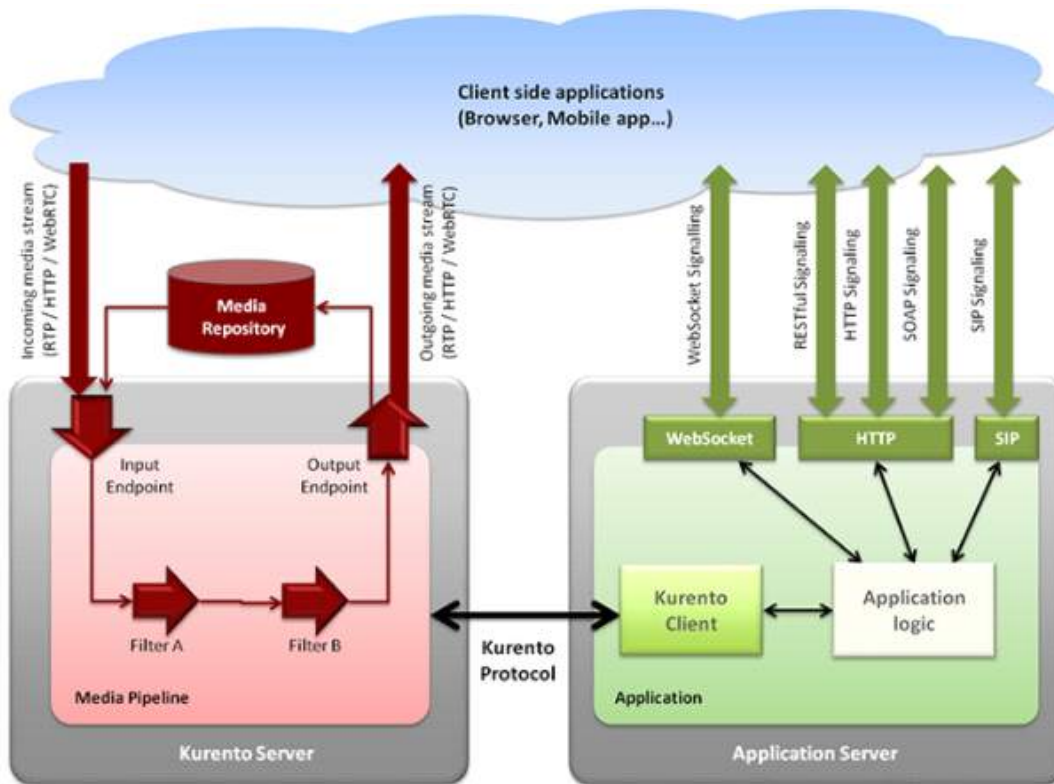 Client side applications
(Browser, Mobile app...)
Incoming media stream
(RTP / HTTP / WebRTC)
Media
Repository
Outgoing media stream
(RTP / HTTP / WebRTC)
WebSocket Signalling
RESTful Signaling
HTTP Signaling
SOAP Signaling
SIP Signaling
WebSocket
HTTP
SIP
Input
Endpoint
Output
Endpoint
Filter A
Filter B
Media Pipeline
Kurento Server
Kurento
Protocol
Kurento
Client
Application
logic
Application
Application Server